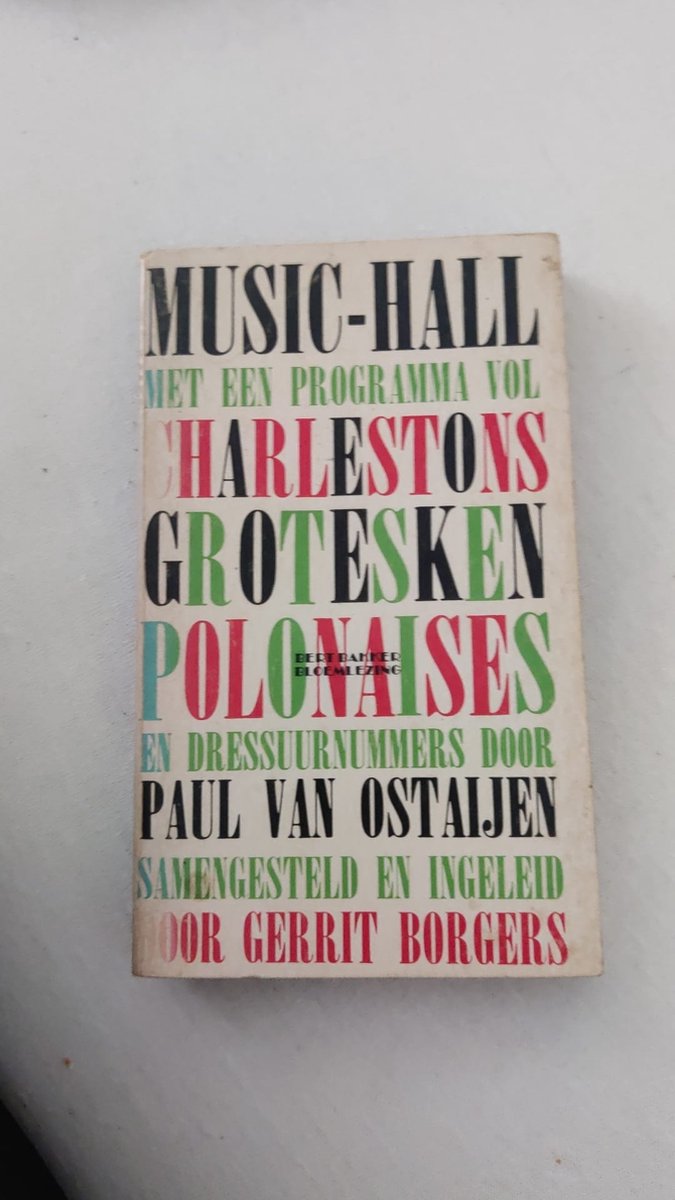 MUSIC-HALL
MET EEN PROGRAMMA VOL
CHARLESTONS
GROTESKEN
POLONAISES
BERT BAKKER
BLOEMLEZING
EN DRESSUURNUMMERS DOOR
PAUL VAN OSTAIJEN
SAMENGESTELD EN INGELEID
DOOR GERRIT BORGERS